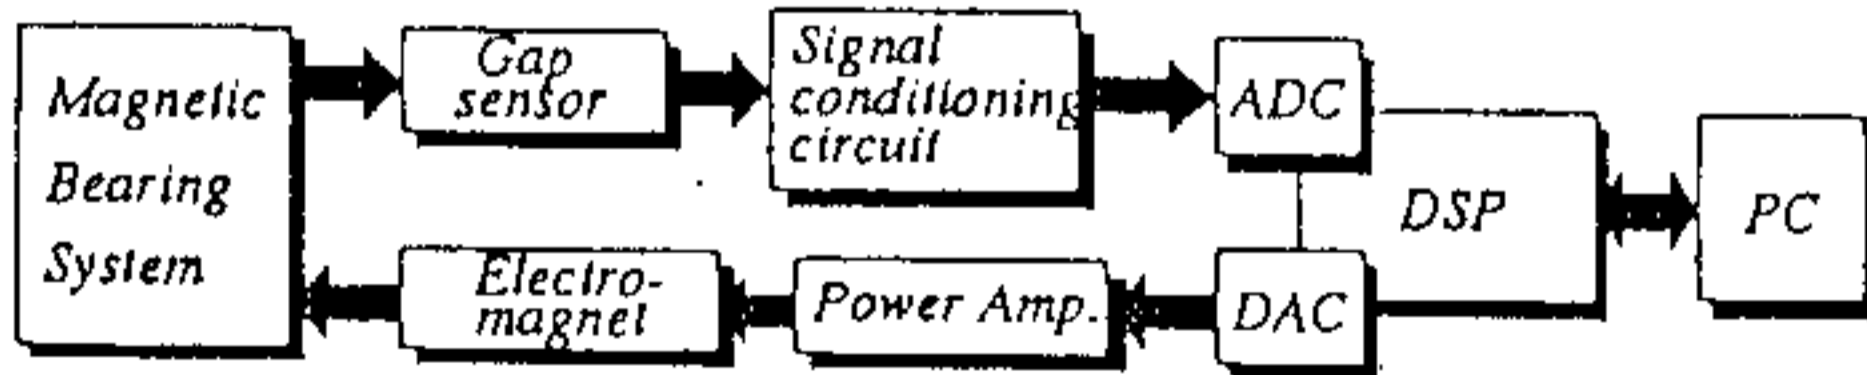 Magnetic
Bearing
System
Gap
sensor
Signal
conditioning
circuit
ADC
DSP
PC
Electro-
magnet
Power Amp.
DAC